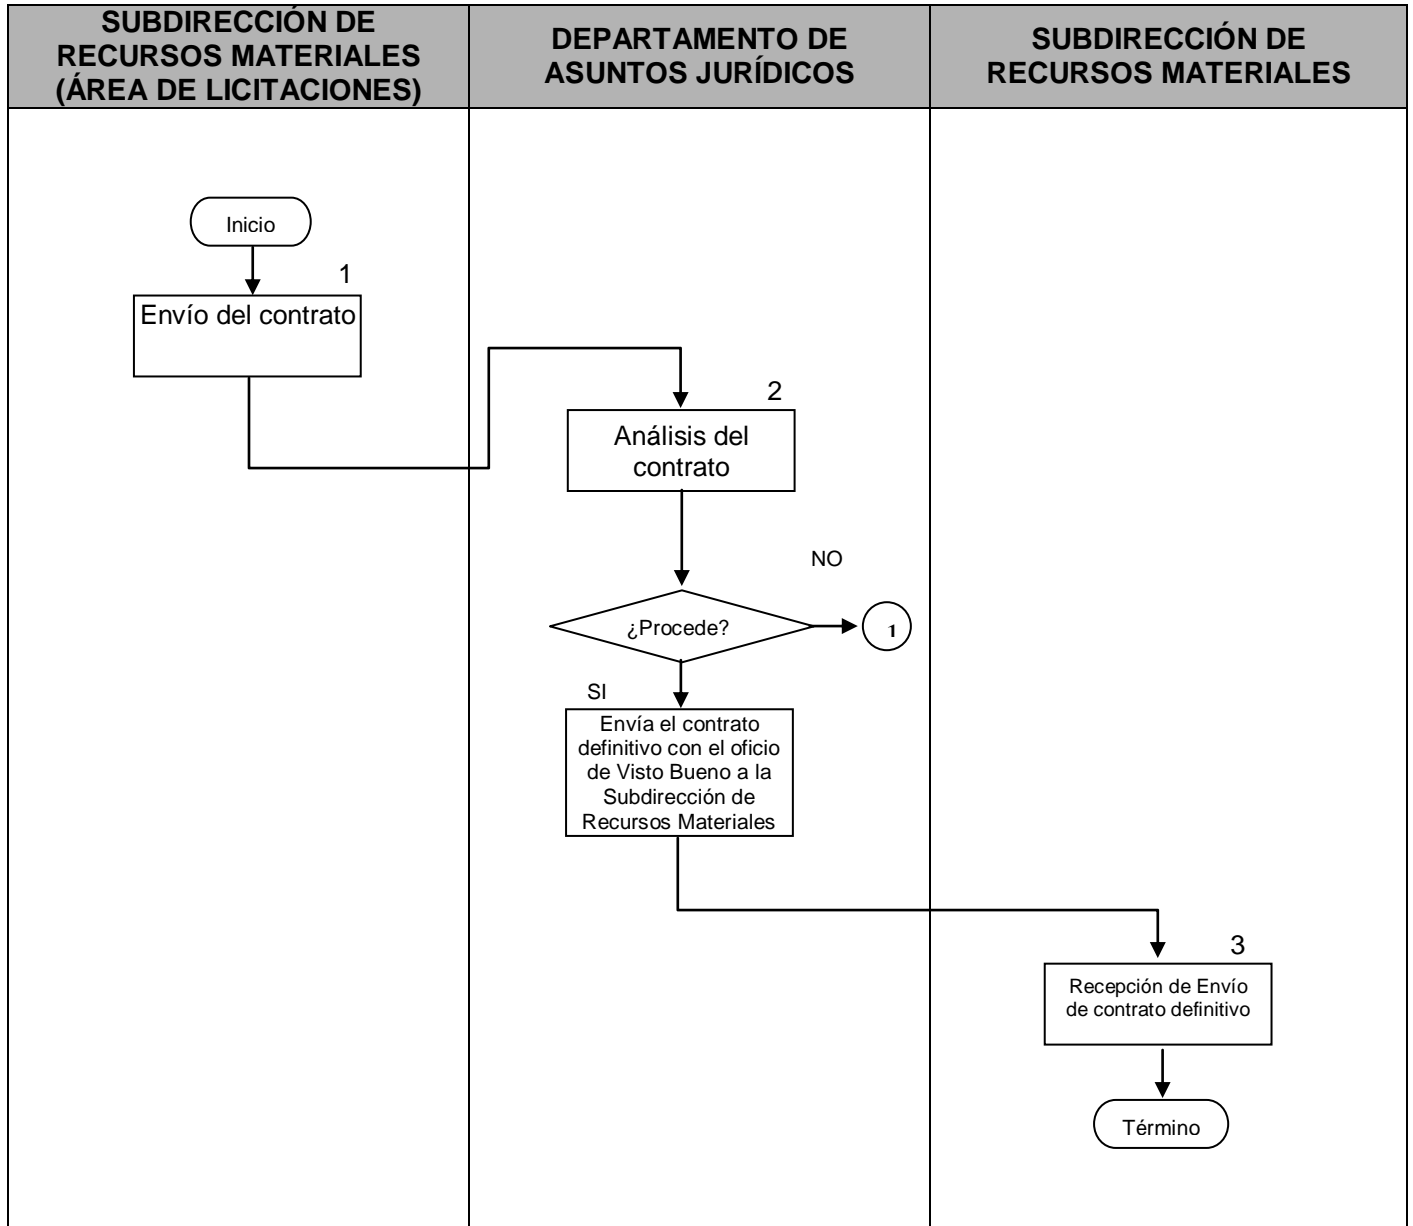 SUBDIRECCIÓN DE
RECURSOS MATERIALES
(ÁREA DE LICITACIONES)
DEPARTAMENTO DE
ASUNTOS JURÍDICOS
SUBDIRECCIÓN DE
RECURSOS MATERIALES
Inicio
1
Envío del contrato
2
Análisis del
contrato
NO
¿Procede?
1
SI
Envía el contrato
definitivo con el oficio
de Visto Bueno a la
Subdirección de
Recursos Materiales
3
Recepción de Envío
de contrato definitivo
Término